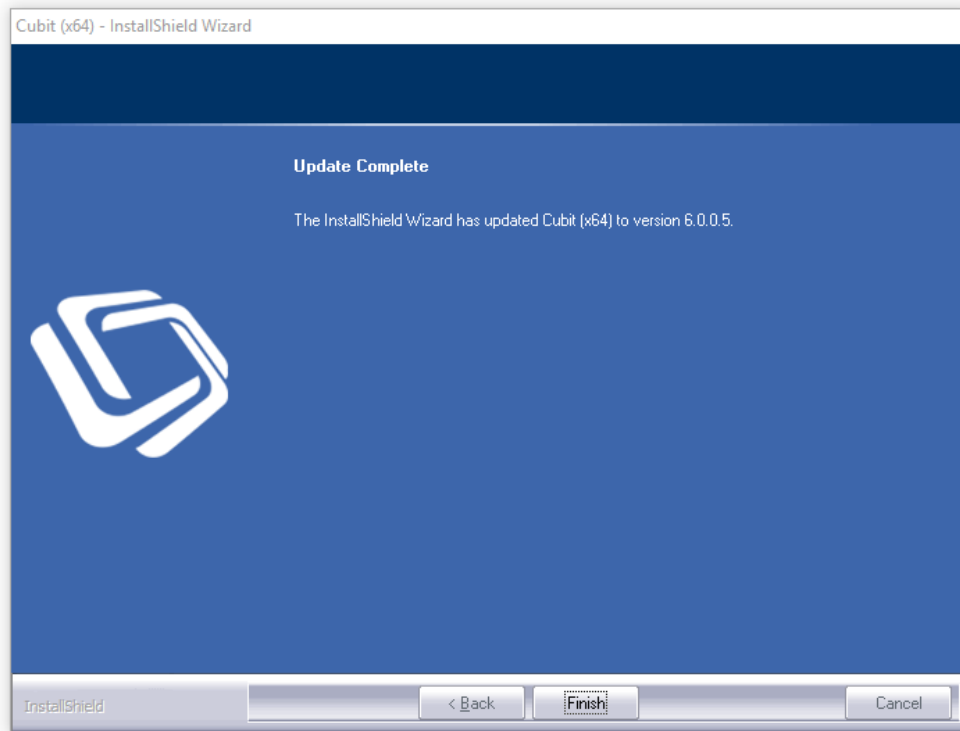 Cubit (x64) - InstallShield Wizard
Update Complete
The InstallShield Wizard has updated Cubit (x64) to version 6.0.0.5.
InstallShield
< Back
Finish
Cancel